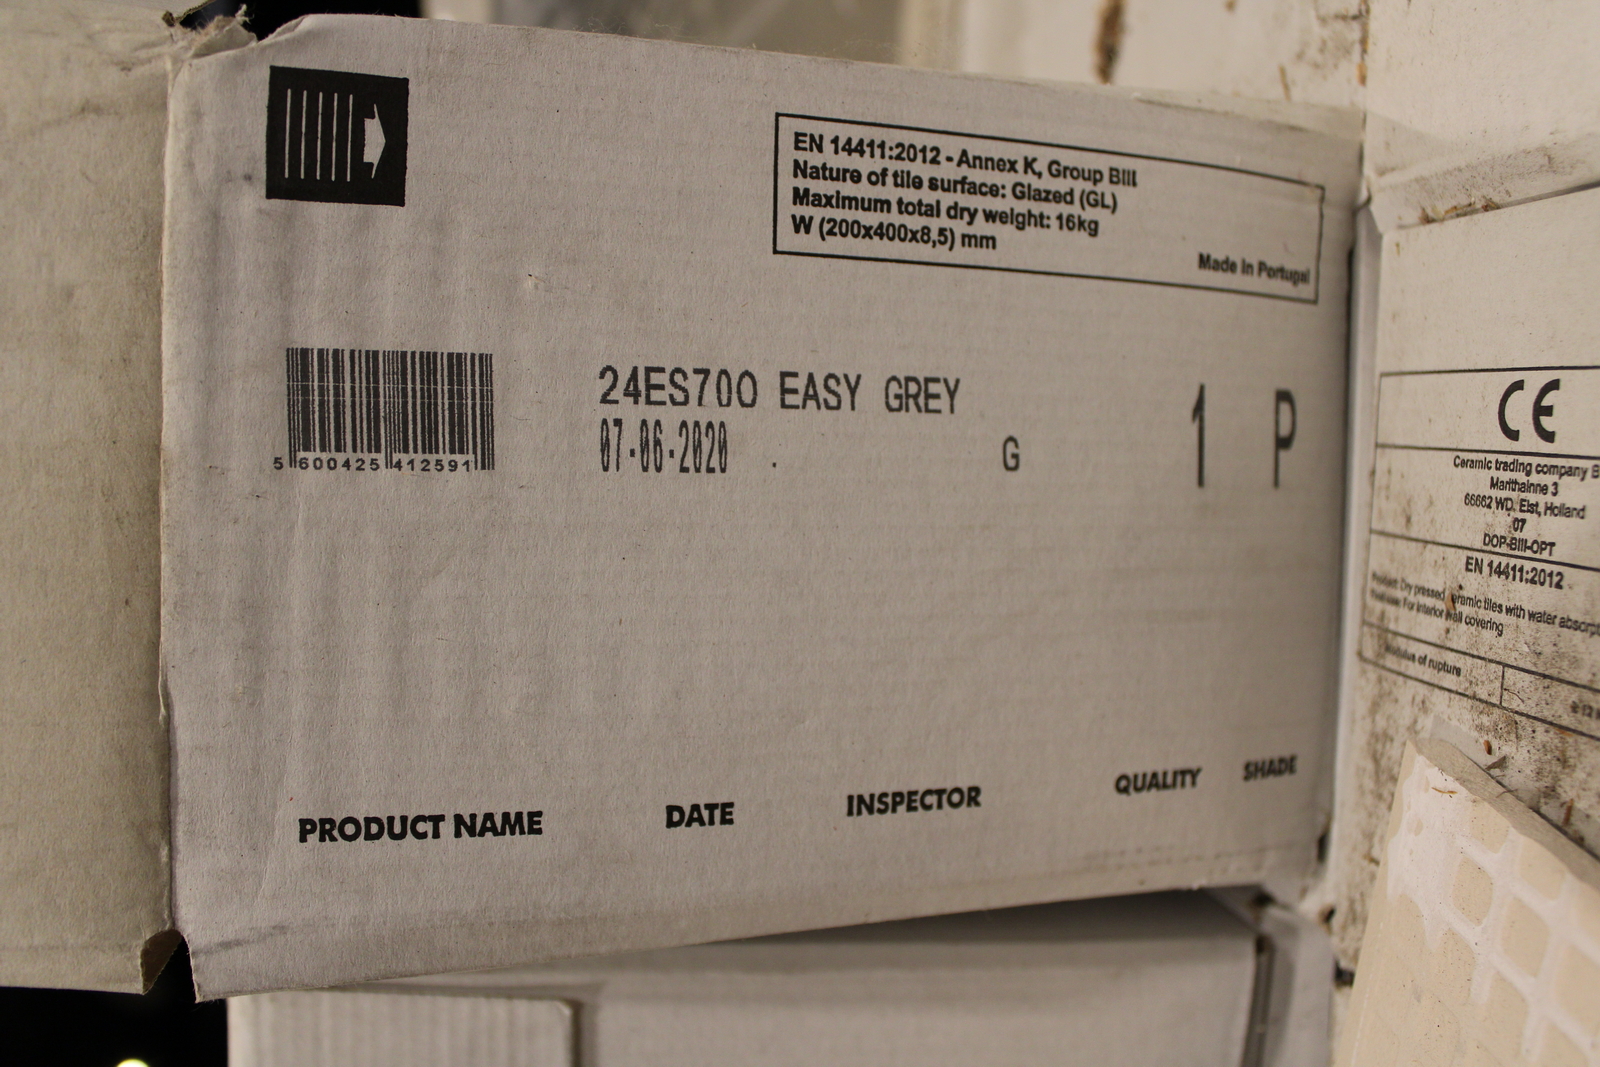 EN 14411:2012 - Annex K, Group BIII
Nature of tile surface: Glazed (GL)
Maximum total dry weight: 16kg
W (200x400x8,5) mm
Made in Portugal
24ES700 EASY GREY
07-06-2020 . G 1 P
5 600425 412591
PRODUCT NAME DATE INSPECTOR QUALITY SHADE
CE
Ceramic trading company B
Marithainne 3
66662 WD, Elst, Holland
07
DOP-BIII-OPT
EN 14411:2012
Dry pressed ceramic tiles with water absorpt
For interior wall covering
Modulus of rupture